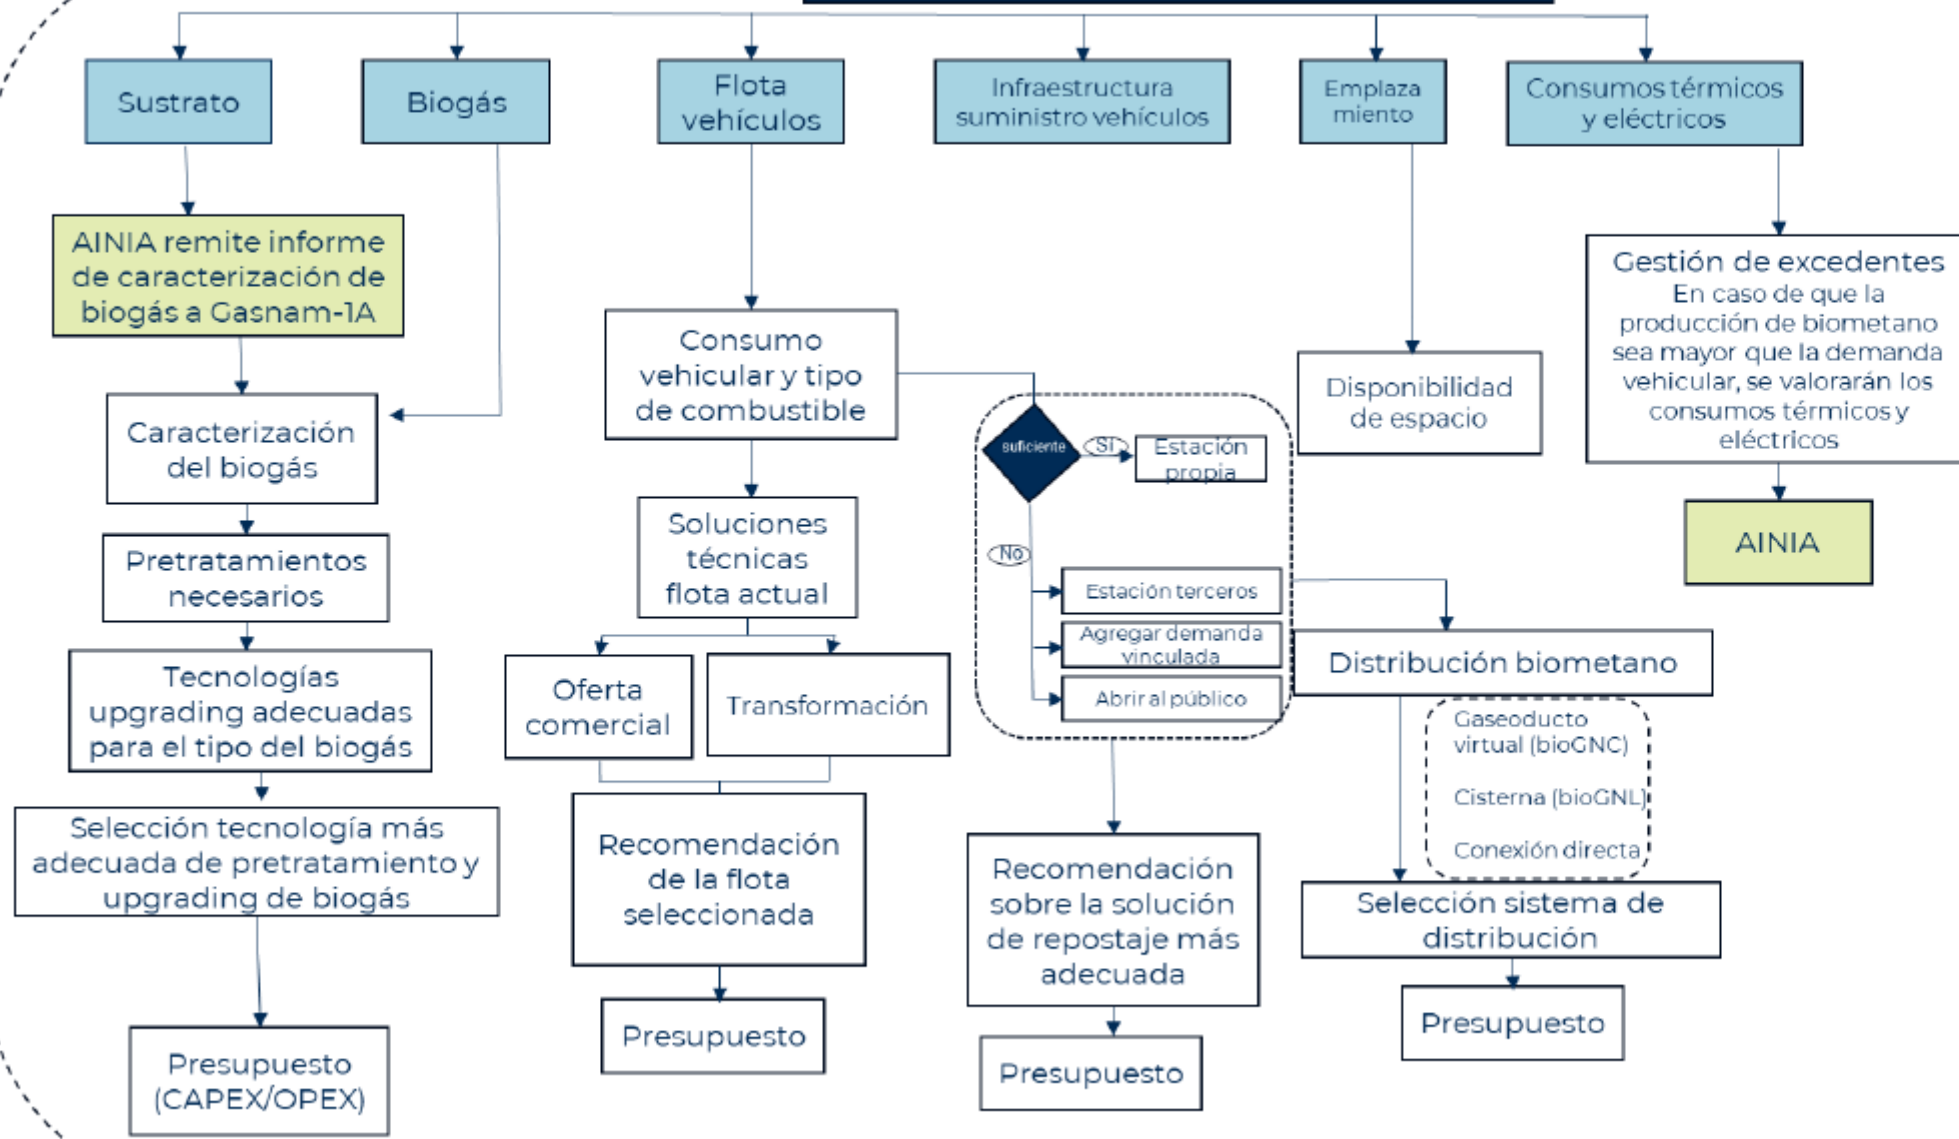 Sustrato
Biogás
Flota
vehículos
Infraestructura
suministro vehículos
Emplaza
miento
Consumos térmicos
y eléctricos
AINIA remite informe
de caracterización de
biogás a Gasnam-1A
Caracterización
del biogás
Pretratamientos
necesarios
Tecnologías
upgrading adecuadas
para el tipo del biogás
Selección tecnología más
adecuada de pretratamiento y
upgrading de biogás
Presupuesto
(CAPEX/OPEX)
Consumo
vehicular y tipo
de combustible
Soluciones
técnicas
flota actual
Oferta
comercial
Transformación
Recomendación
de la flota
seleccionada
Presupuesto
suficiente
SI
Estación
propia
No
Estación terceros
Agregar demanda
vinculada
Abrir al público
Recomendación
sobre la solución
de repostaje más
adecuada
Presupuesto
Disponibilidad
de espacio
Distribución biometano
Gaseoducto
virtual (bioGNC)
Cisterna (bioGNL)
Conexión directa
Selección sistema de
distribución
Presupuesto
Gestión de excedentes
En caso de que la
producción de biometano
sea mayor que la demanda
vehicular, se valorarán los
consumos térmicos y
eléctricos
AINIA